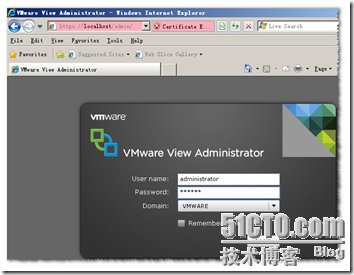 VMware View Administrator - Windows Internet Explorer
https://localhost/admin/
Certificate E...
Live Search
File Edit View Favorites Tools Help
Favorites
Suggested Sites
Web Slice Gallery
VMware View Administrator
Page
vmware
VMware View Administrator
User name: administrator
Password: ******
Domain: VMWARE
51CTO.com
技术博客 Blog